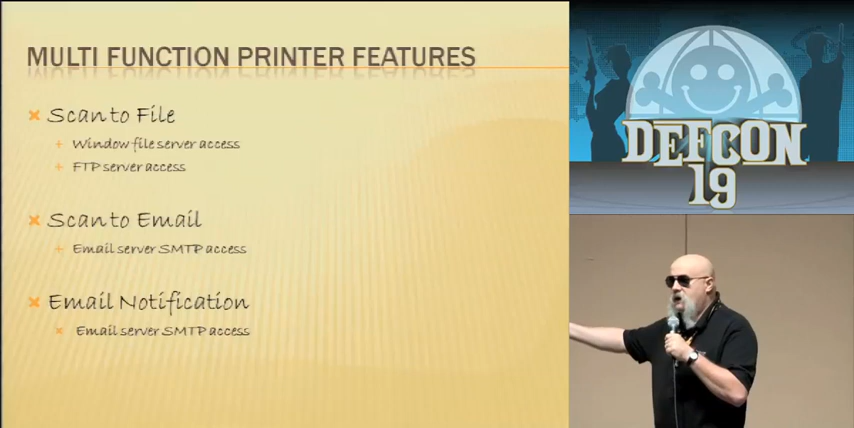 MULTI FUNCTION PRINTER FEATURES
Scan to File
Window file server access
FTP server access
Scan to Email
Email server SMTP access
Email Notification
Email server SMTP access
DEFCON
19